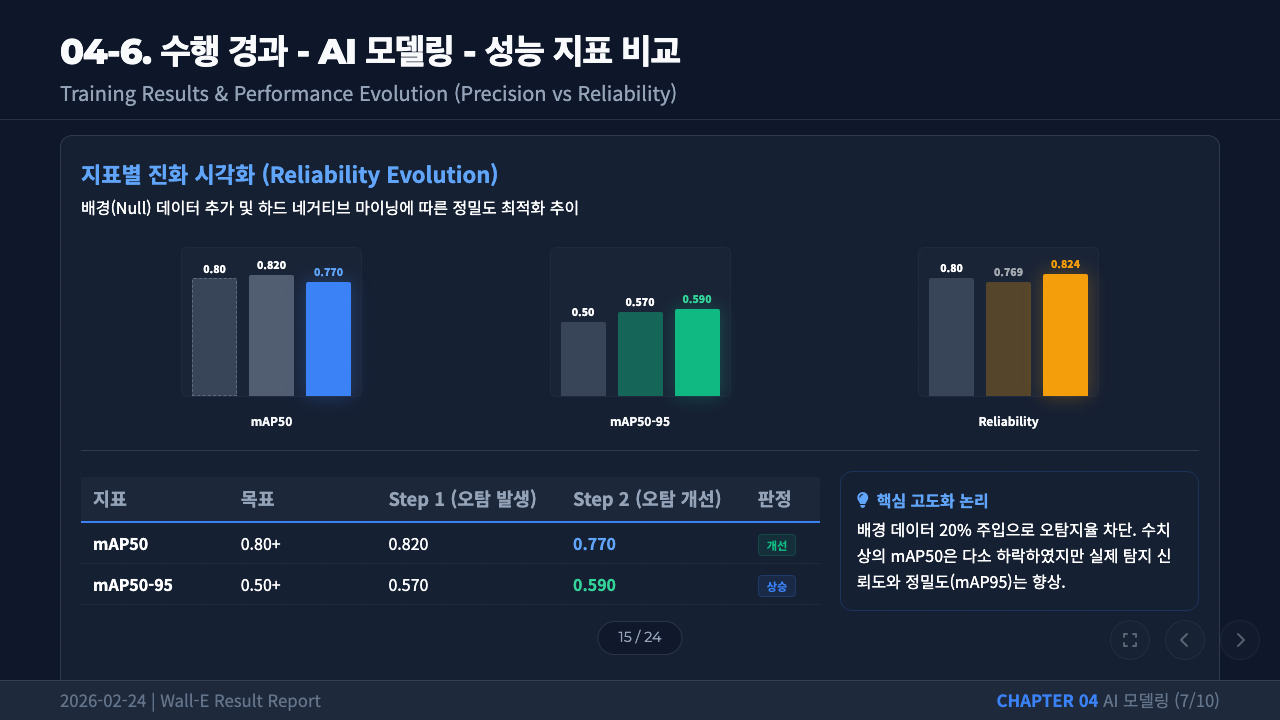 04-6. 수행 경과 - AI 모델링 - 성능 지표 비교
Training Results & Performance Evolution (Precision vs Reliability)
지표별 진화 시각화 (Reliability Evolution)
배경(Null) 데이터 추가 및 하드 네거티브 마이닝에 따른 정밀도 최적화 추이
0.80 0.820 0.770
mAP50
0.50 0.570 0.590
mAP50-95
0.80 0.769 0.824
Reliability
지표 목표 Step 1 (오탐 발생) Step 2 (오탐 개선) 판정
mAP50 0.80+ 0.820 0.770 개선
mAP50-95 0.50+ 0.570 0.590 상승
핵심 고도화 논리
배경 데이터 20% 주입으로 오탐지율 차단. 수치
상의 mAP50은 다소 하락하였지만 실제 탐지 신
뢰도와 정밀도(mAP95)는 향상.
15 / 24
2026-02-24 | Wall-E Result Report
CHAPTER 04 AI 모델링 (7/10)